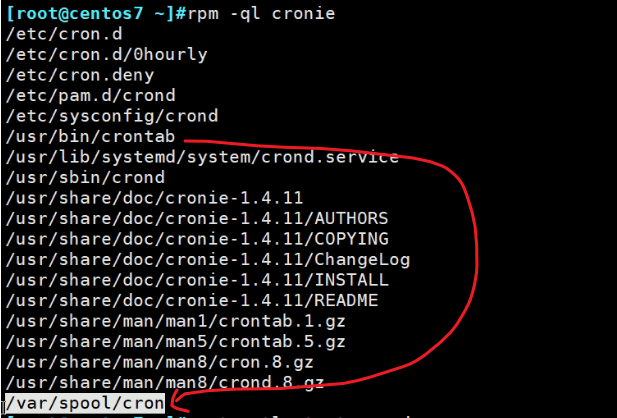 [root@centos7 ~]#rpm -ql cronie
/etc/cron.d
/etc/cron.d/0hourly
/etc/cron.deny
/etc/pam.d/crond
/etc/sysconfig/crond
/usr/bin/crontab
/usr/lib/systemd/system/crond.service
/usr/sbin/crond
/usr/share/doc/cronie-1.4.11
/usr/share/doc/cronie-1.4.11/AUTHORS
/usr/share/doc/cronie-1.4.11/COPYING
/usr/share/doc/cronie-1.4.11/ChangeLog
/usr/share/doc/cronie-1.4.11/INSTALL
/usr/share/doc/cronie-1.4.11/README
/usr/share/man/man1/crontab.1.gz
/usr/share/man/man5/crontab.5.gz
/usr/share/man/man8/cron.8.gz
/usr/share/man/man8/crond.8.gz
/var/spool/cron